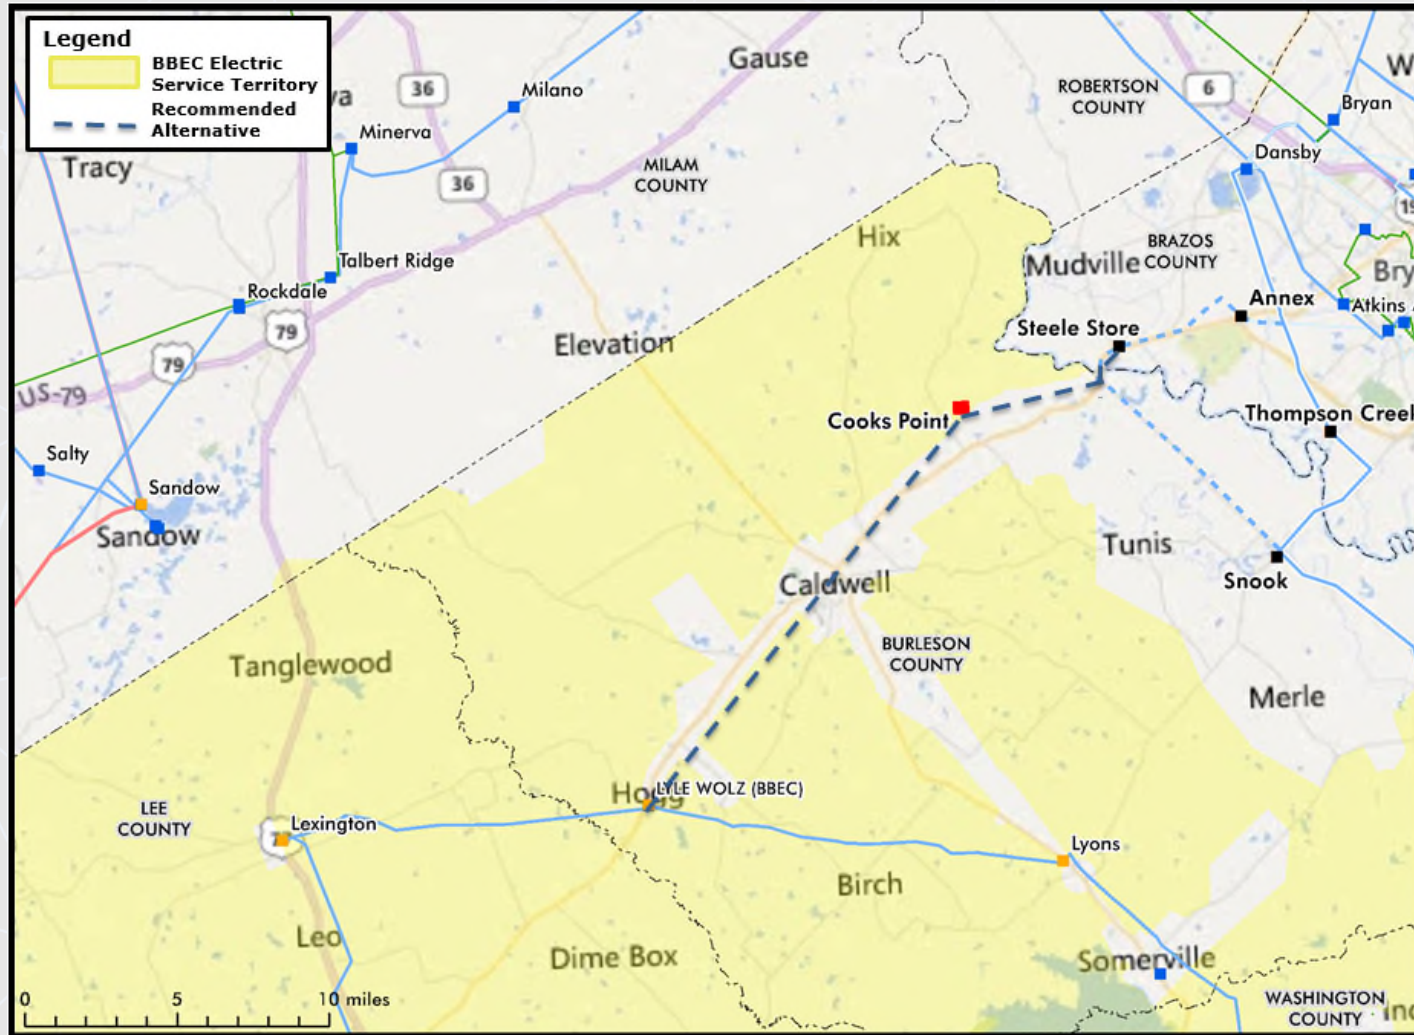 Legend
BBEC Electric
Service Territory
Recommended
Alternative
Gause
36
Milano
ROBERTSON
COUNTY
6
Bryan
Minerva
Tracy
MILAM
COUNTY
36
Dansby
Hix
BRAZOS
COUNTY
Mudville
Talbert Ridge
Rockdale
79
79
US-79
Annex
Steele Store
Atkins
Elevation
Cooks Point
Salty
Sandow
Sandow
Tunis
Snook
Caldwell
BURLESON
COUNTY
Tanglewood
Merle
Hogg
LYLE WOLZ (BBEC)
LEE
COUNTY
Lexington
Lyons
Birch
Leo
Dime Box
Somerville
0 5 10 miles
WASHINGTON
COUNTY